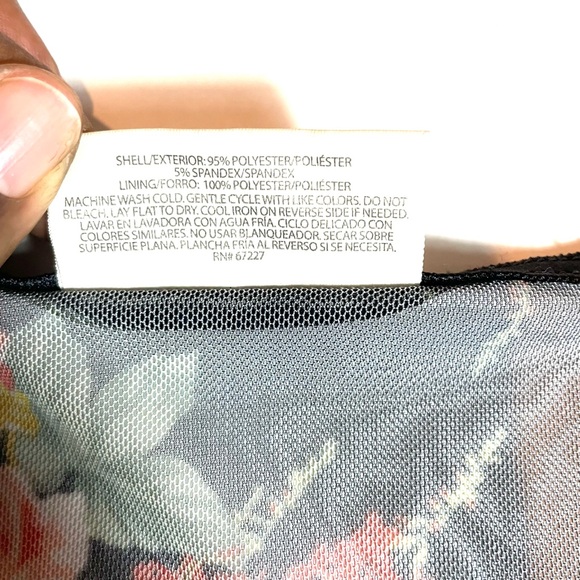 SHELL/EXTERIOR: 95% POLYESTER/POLIÉSTER
5% SPANDEX/SPANDEX
LINING/FORRO: 100% POLYESTER/POLIÉSTER
MACHINE WASH COLD. GENTLE CYCLE WITH LIKE COLORS. DO NOT
BLEACH. LAY FLAT TO DRY. COOL IRON ON REVERSE SIDE IF NEEDED.
LAVAR EN LAVADORA CON AGUA FRÍA. CICLO DELICADO CON
COLORES SIMILARES. NO USAR BLANQUEADOR. SECAR SOBRE
SUPERFICIE PLANA. PLANCHA FRÍA AL REVERSO SI SE NECESITA.
RN# 67227